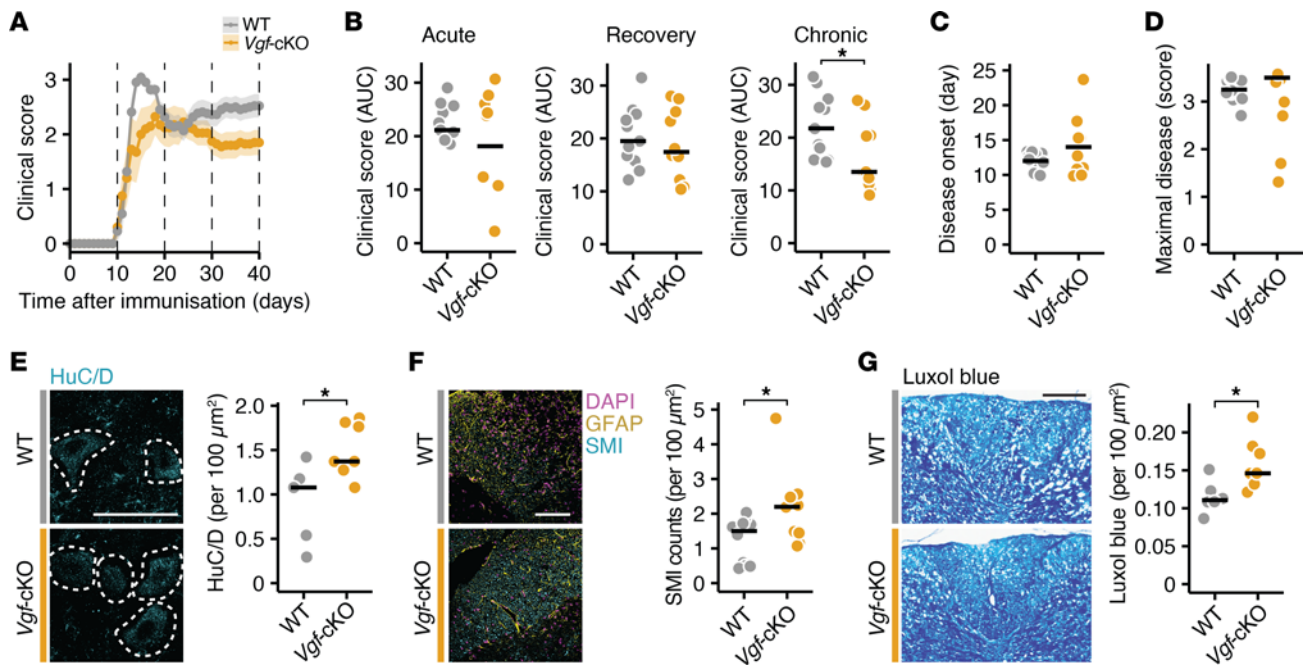 A
WT
Vgf-cKO
Clinical score
3
2
1
0
0 10 20 30 40
Time after immunisation (days)
B
Acute
Clinical score (AUC)
30
20
10
0
WT
Vgf-cKO
Recovery
Clinical score (AUC)
30
20
10
0
WT
Vgf-cKO
Chronic
*
Clinical score (AUC)
30
20
10
0
WT
Vgf-cKO
C
Disease onset (day)
25
20
15
10
5
0
WT
Vgf-cKO
D
Maximal disease (score)
3
2
1
0
WT
Vgf-cKO
E
HuC/D
WT
Vgf-cKO
*
HuC/D (per 100 µm²)
2.0
1.5
1.0
0.5
0
WT
Vgf-cKO
F
WT
Vgf-cKO
DAPI
GFAP
SMI
*
SMI counts (per 100 µm²)
5
4
3
2
1
0
WT
Vgf-cKO
G
Luxol blue
WT
Vgf-cKO
*
Luxol blue (per 100 µm²)
0.20
0.15
0.10
0.05
0
WT
Vgf-cKO